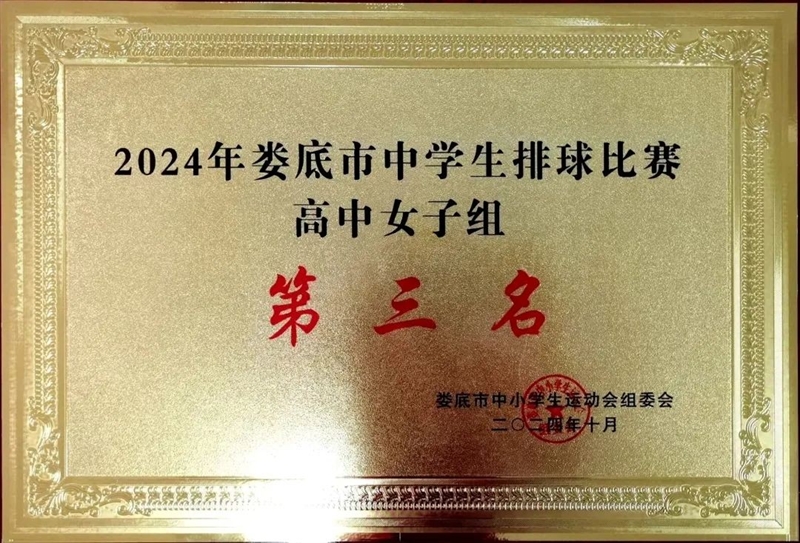 2024年娄底市中学生排球比赛
高中女子组
第三名
娄底市中小学生运动会组委会
二〇二四年十月